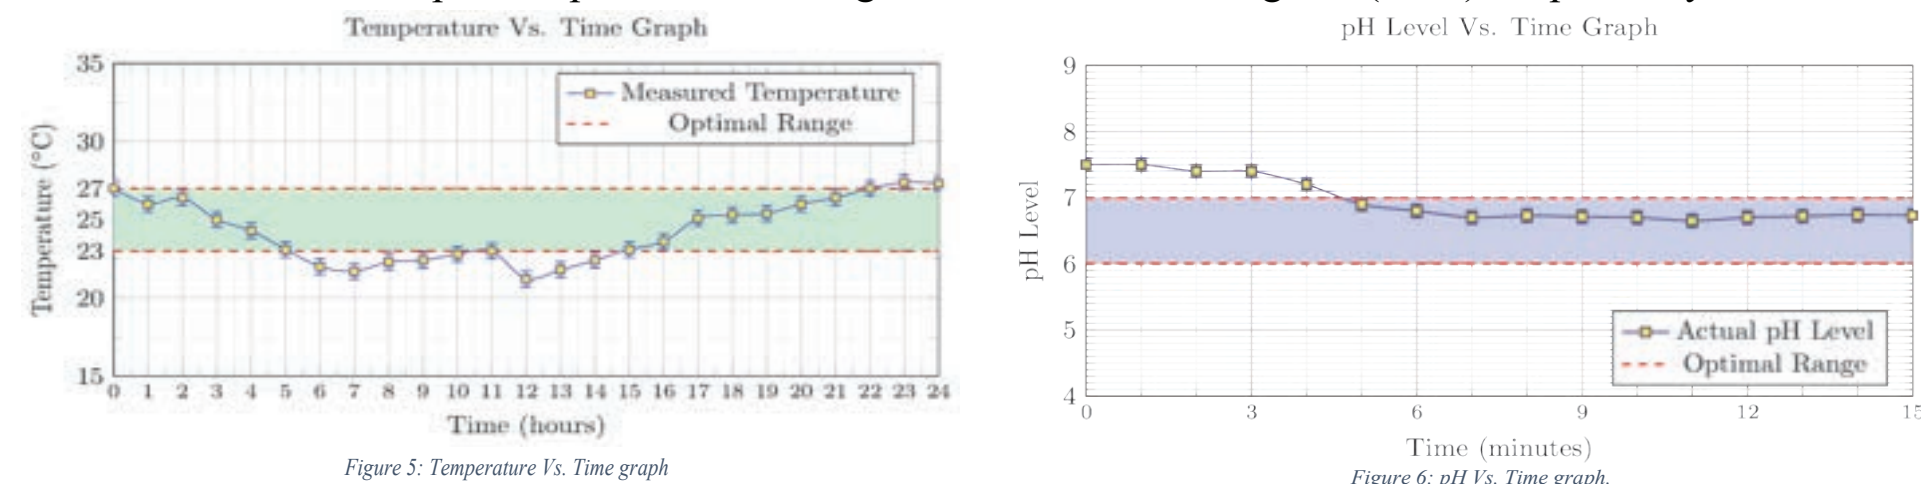 Temperature Vs. Time Graph
35
30
27
25
23
20
15
Temperature (°C)
Measured Temperature
Optimal Range
0 1 2 3 4 5 6 7 8 9 10 11 12 13 14 15 16 17 18 19 20 21 22 23 24
Time (hours)
Figure 5: Temperature Vs. Time graph
pH Level Vs. Time Graph
9
8
7
6
5
4
pH Level
Actual pH Level
Optimal Range
0 3 6 9 12 15
Time (minutes)
Figure 6: pH Vs. Time graph.